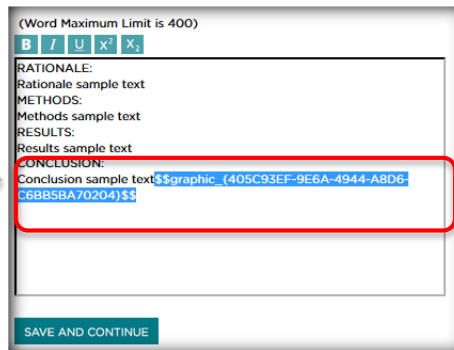 (Word Maximum Limit is 400)
B I U X² X₂
RATIONALE:
Rationale sample text
METHODS:
Methods sample text
RESULTS:
Results sample text
CONCLUSION:
Conclusion sample text$$graphic_{405C93EF-9E6A-4944-A8D6-
C6BB5BA70204}$$
SAVE AND CONTINUE